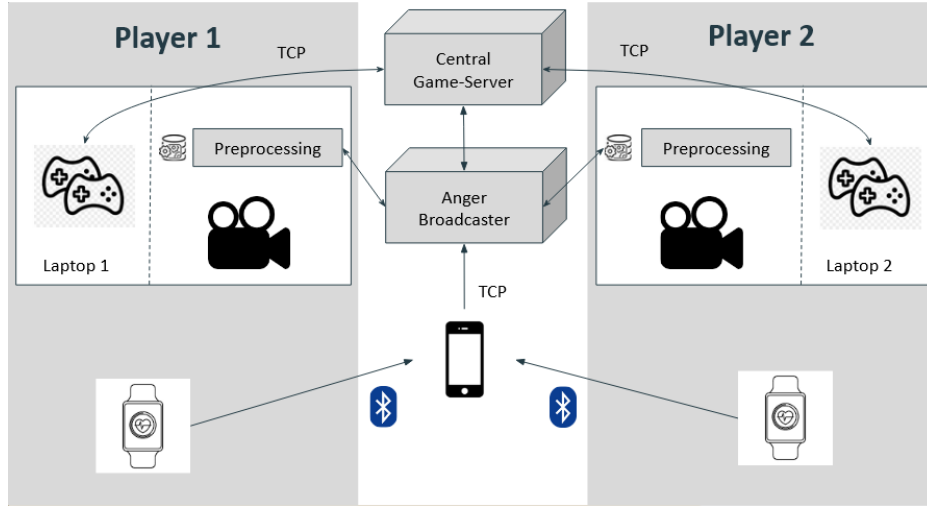 Player 1
Player 2
TCP
TCP
Central
Game-Server
Preprocessing
Preprocessing
Anger
Broadcaster
Laptop 1
Laptop 2
TCP